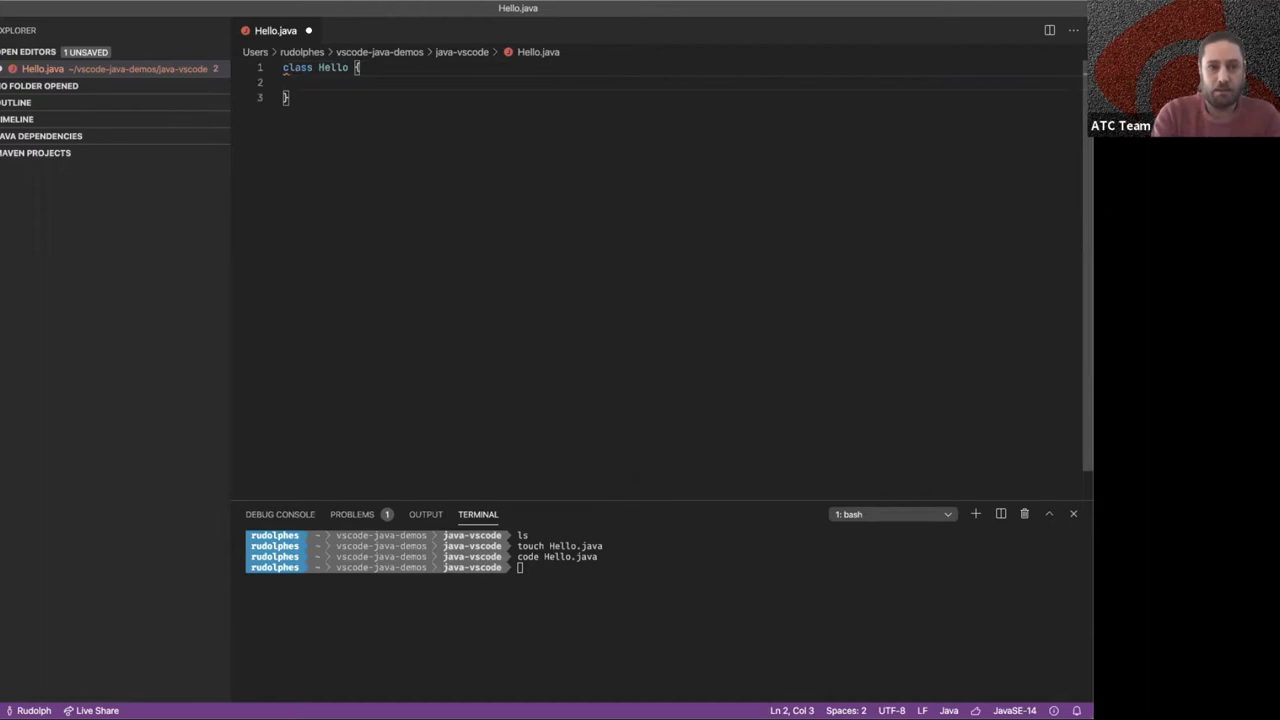 Hello.java
XPLORER
OPEN EDITORS 1 UNSAVED
Hello.java ~/vscode-java-demos/java-vscode 2
O FOLDER OPENED
UTLINE
IMELINE
AVA DEPENDENCIES
MAVEN PROJECTS
Hello.java
Users > rudolphes > vscode-java-demos > java-vscode > Hello.java
1 class Hello {
2
3 }
ATC Team
DEBUG CONSOLE PROBLEMS 1 OUTPUT TERMINAL
1: bash
rudolphes ~ vscode-java-demos java-vscode ls
rudolphes ~ vscode-java-demos java-vscode touch Hello.java
rudolphes ~ vscode-java-demos java-vscode code Hello.java
rudolphes ~ vscode-java-demos java-vscode
Rudolph Live Share Ln 2, Col 3 Spaces: 2 UTF-8 LF Java JavaSE-14